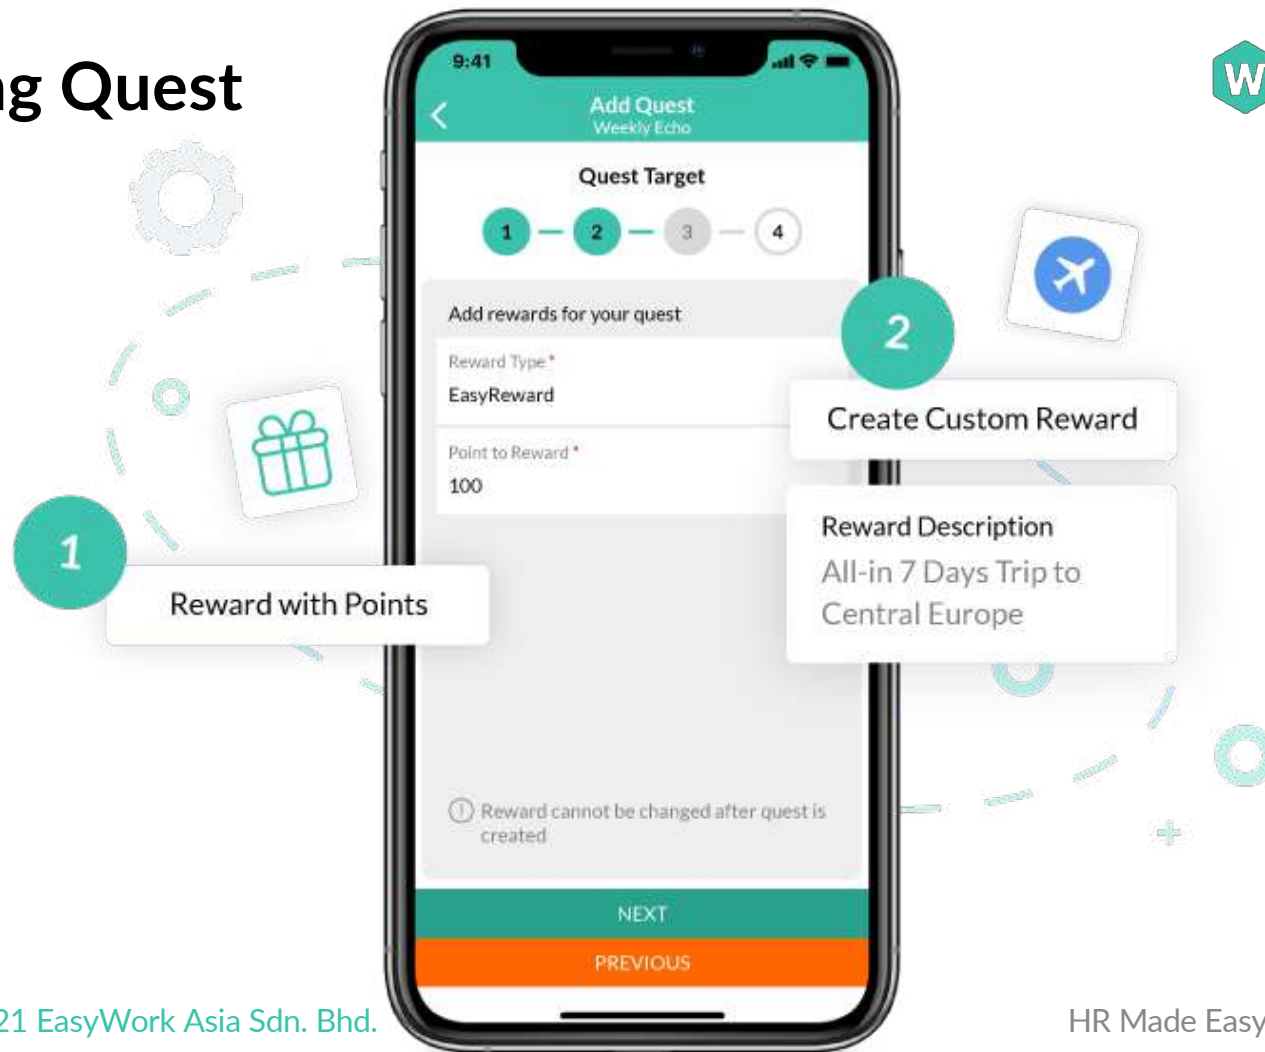 ng Quest
W
9:41
Add Quest
Weekly Echo
Quest Target
1
2
3
4
Add rewards for your quest
Reward Type *
EasyReward
Point to Reward *
100
1
Reward with Points
2
Create Custom Reward
Reward Description
All-in 7 Days Trip to
Central Europe
Reward cannot be changed after quest is
created
NEXT
PREVIOUS
21 EasyWork Asia Sdn. Bhd.
HR Made Easy